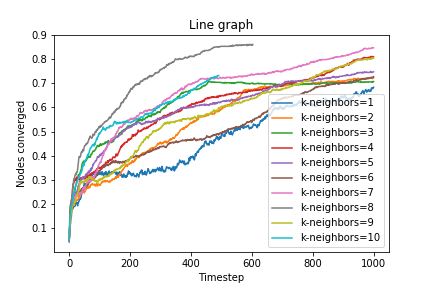 Line graph
Nodes converged
0.9
0.8
0.7
0.6
0.5
0.4
0.3
0.2
0.1
k-neighbors=1
k-neighbors=2
k-neighbors=3
k-neighbors=4
k-neighbors=5
k-neighbors=6
k-neighbors=7
k-neighbors=8
k-neighbors=9
k-neighbors=10
0 200 400 600 800 1000
Timestep